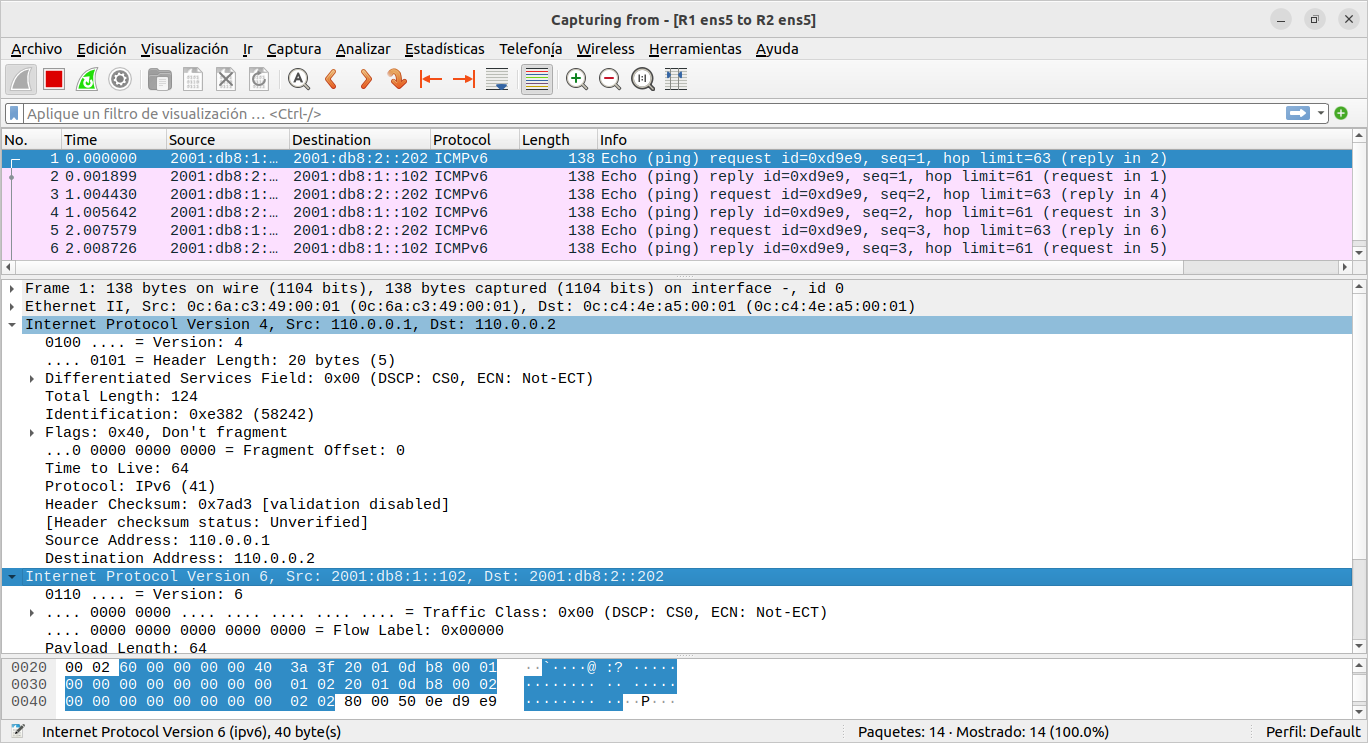 Capturing from - [R1 ens5 to R2 ens5]
Archivo Edición Visualización Ir Captura Analizar Estadísticas Telefonía Wireless Herramientas Ayuda
Aplique un filtro de visualización … <Ctrl-/>
No. Time Source Destination Protocol Length Info
1 0.000000 2001:db8:1:… 2001:db8:2::202 ICMPv6 138 Echo (ping) request id=0xd9e9, seq=1, hop limit=63 (reply in 2)
2 0.001899 2001:db8:2:… 2001:db8:1::102 ICMPv6 138 Echo (ping) reply id=0xd9e9, seq=1, hop limit=61 (request in 1)
3 1.004430 2001:db8:1:… 2001:db8:2::202 ICMPv6 138 Echo (ping) request id=0xd9e9, seq=2, hop limit=63 (reply in 4)
4 1.005642 2001:db8:2:… 2001:db8:1::102 ICMPv6 138 Echo (ping) reply id=0xd9e9, seq=2, hop limit=61 (request in 3)
5 2.007579 2001:db8:1:… 2001:db8:2::202 ICMPv6 138 Echo (ping) request id=0xd9e9, seq=3, hop limit=63 (reply in 6)
6 2.008726 2001:db8:2:… 2001:db8:1::102 ICMPv6 138 Echo (ping) reply id=0xd9e9, seq=3, hop limit=61 (request in 5)
Frame 1: 138 bytes on wire (1104 bits), 138 bytes captured (1104 bits) on interface -, id 0
Ethernet II, Src: 0c:6a:c3:49:00:01 (0c:6a:c3:49:00:01), Dst: 0c:c4:4e:a5:00:01 (0c:c4:4e:a5:00:01)
Internet Protocol Version 4, Src: 110.0.0.1, Dst: 110.0.0.2
0100 .... = Version: 4
.... 0101 = Header Length: 20 bytes (5)
Differentiated Services Field: 0x00 (DSCP: CS0, ECN: Not-ECT)
Total Length: 124
Identification: 0xe382 (58242)
Flags: 0x40, Don't fragment
...0 0000 0000 0000 = Fragment Offset: 0
Time to Live: 64
Protocol: IPv6 (41)
Header Checksum: 0x7ad3 [validation disabled]
[Header checksum status: Unverified]
Source Address: 110.0.0.1
Destination Address: 110.0.0.2
Internet Protocol Version 6, Src: 2001:db8:1::102, Dst: 2001:db8:2::202
0110 .... = Version: 6
.... 0000 0000 .... .... .... .... .... = Traffic Class: 0x00 (DSCP: CS0, ECN: Not-ECT)
.... 0000 0000 0000 0000 0000 = Flow Label: 0x00000
Payload Length: 64
0020 00 02 60 00 00 00 00 40 3a 3f 20 01 0d b8 00 01 ··`····@ :? ·····
0030 00 00 00 00 00 00 00 00 01 02 20 01 0d b8 00 02 ········ ·· ·····
0040 00 00 00 00 00 00 00 00 02 02 80 00 50 0e d9 e9 ········ ····P···
Internet Protocol Version 6 (ipv6), 40 byte(s) Paquetes: 14 · Mostrado: 14 (100.0%) Perfil: Default